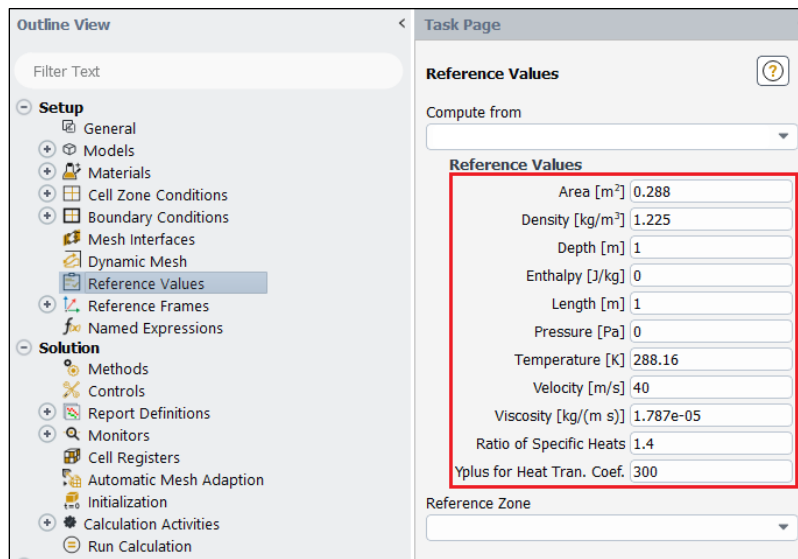 Outline View <
Filter Text
Setup
General
Models
Materials
Cell Zone Conditions
Boundary Conditions
Mesh Interfaces
Dynamic Mesh
Reference Values
Reference Frames
fx Named Expressions
Solution
Methods
Controls
Report Definitions
Monitors
Cell Registers
Automatic Mesh Adaption
t=0 Initialization
Calculation Activities
Run Calculation
Task Page
Reference Values ?
Compute from
Reference Values
Area [m²] 0.288
Density [kg/m³] 1.225
Depth [m] 1
Enthalpy [J/kg] 0
Length [m] 1
Pressure [Pa] 0
Temperature [K] 288.16
Velocity [m/s] 40
Viscosity [kg/(m s)] 1.787e-05
Ratio of Specific Heats 1.4
Yplus for Heat Tran. Coef. 300
Reference Zone